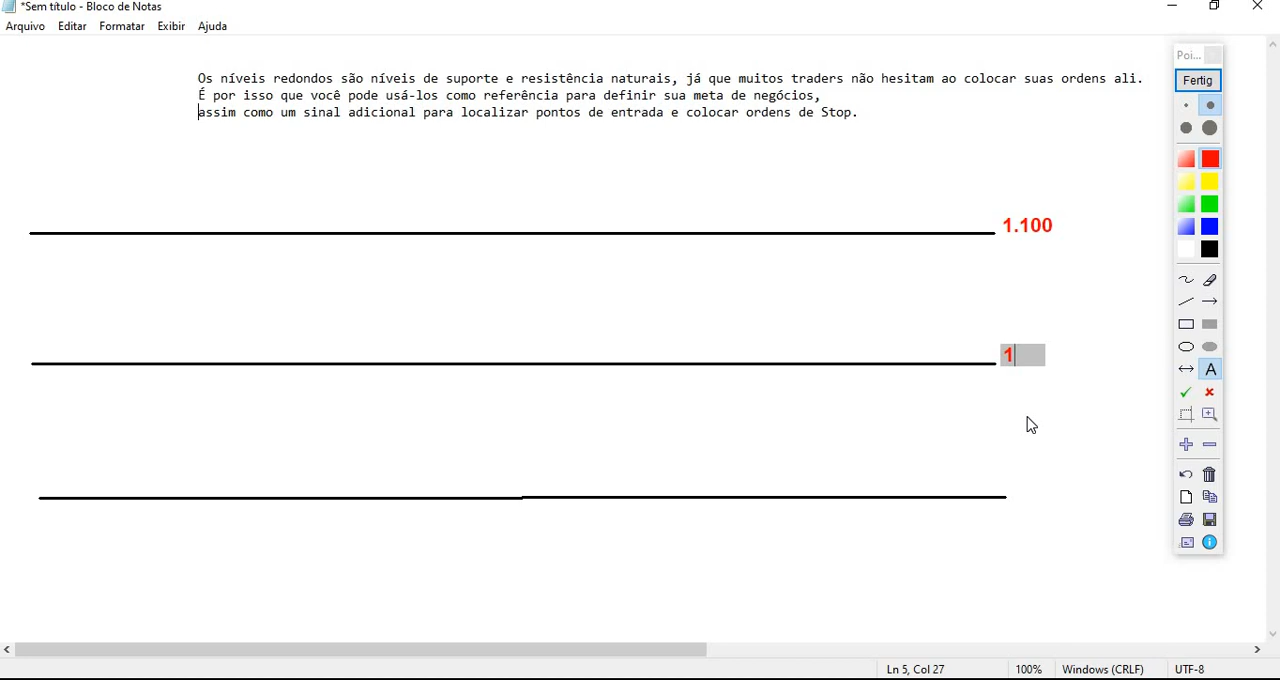 *Sem título - Bloco de Notas
Arquivo Editar Formatar Exibir Ajuda
Poi...
Fertig
Os níveis redondos são níveis de suporte e resistência naturais, já que muitos traders não hesitam ao colocar suas ordens ali.
É por isso que você pode usá-los como refrência para definir sua meta de negócios,
assim como um sinal adicional para localizar pontos de entrada e colocar ordens de Stop.
1.100
1
A
Ln 5, Col 27 100% Windows (CRLF) UTF-8